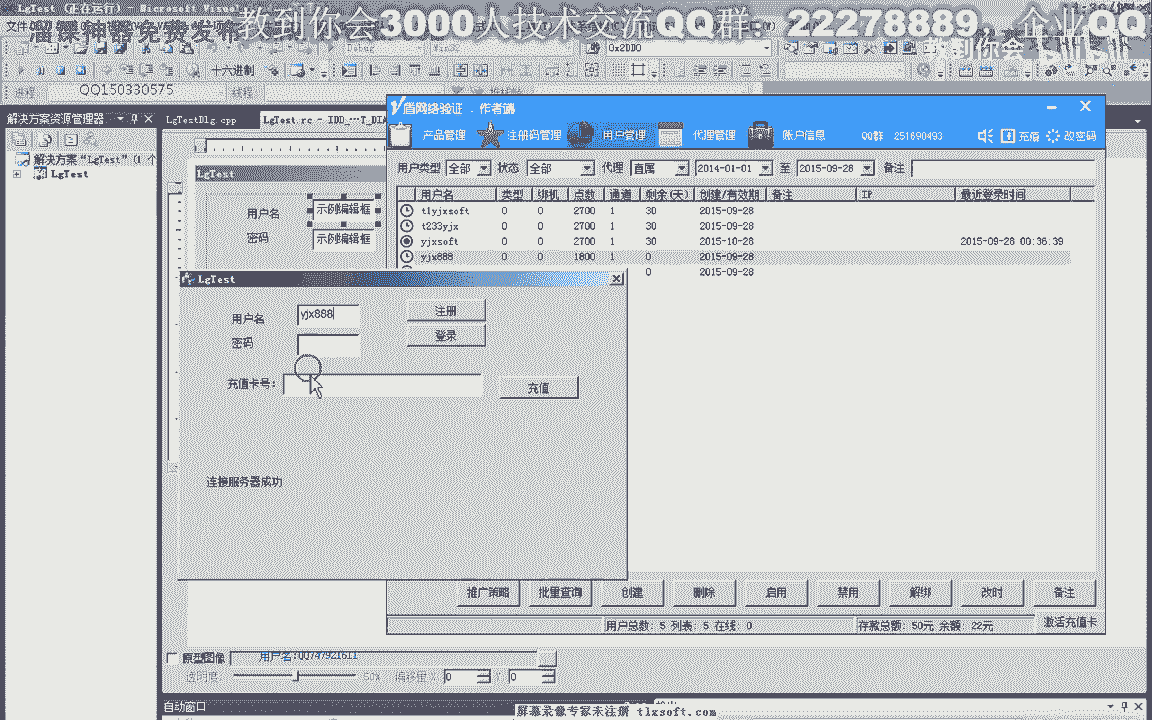 LgTest (正在运行) - Microsoft Visual
教到你会3000人技术交流QQ群：22278889，企业QQ
溜课神器免费发布
教到你会
Debug
Win32
0x2DD0
十六进制
进程
QQ150330575
线程
解决方案资源管理器
LgTestDlg.cpp
解决方案"LgTest"(1 个
LgTest
LgTest
用户名
示例编辑框
密码
示例编辑框
盾网络验证
产品管理
注册码管理
用户管理
代理管理
账户信息
QQ群 251690493
充值
改密码
用户类型 全部 状态 全部 代理 直属 2014-01-01 至 2015-09-28 备注
用户名 类型 绑机 点数 通道 剩余(天) 创建/有效期 备注 IP 最近登录时间
tlyjxsoft 0 0 2700 1 30 2015-09-28
t233yjx 0 0 2700 1 30 2015-09-28
yjxsoft 0 0 2700 1 30 2015-10-28 2015-09-28 00:36:39
yjx888 0 0 1800 1 0 2015-09-28
0 2015-09-28
LgTest
用户名
yjx888
注册
密码
登录
充值卡号：
充值
连接服务器成功
推广策略 批量查询 创建 删除 启用 禁用 解绑 改时 备注
用户总数: 5 列表: 5 在线: 0
存款总额: 50元 余额: 22元
激活充值卡
原型图像
用户名:QQ747921611
透明度:
50%
偏移量 X
0
Y
0
自动窗口
屏幕录像专家未注册 tlxsoft.com